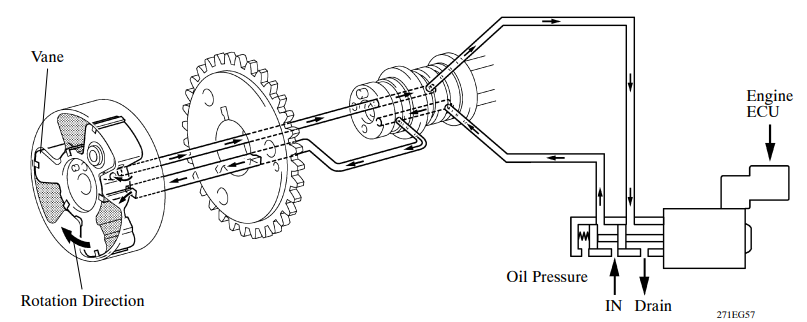 Vane
Engine
ECU
Oil Pressure
Rotation Direction
IN Drain
271EG57